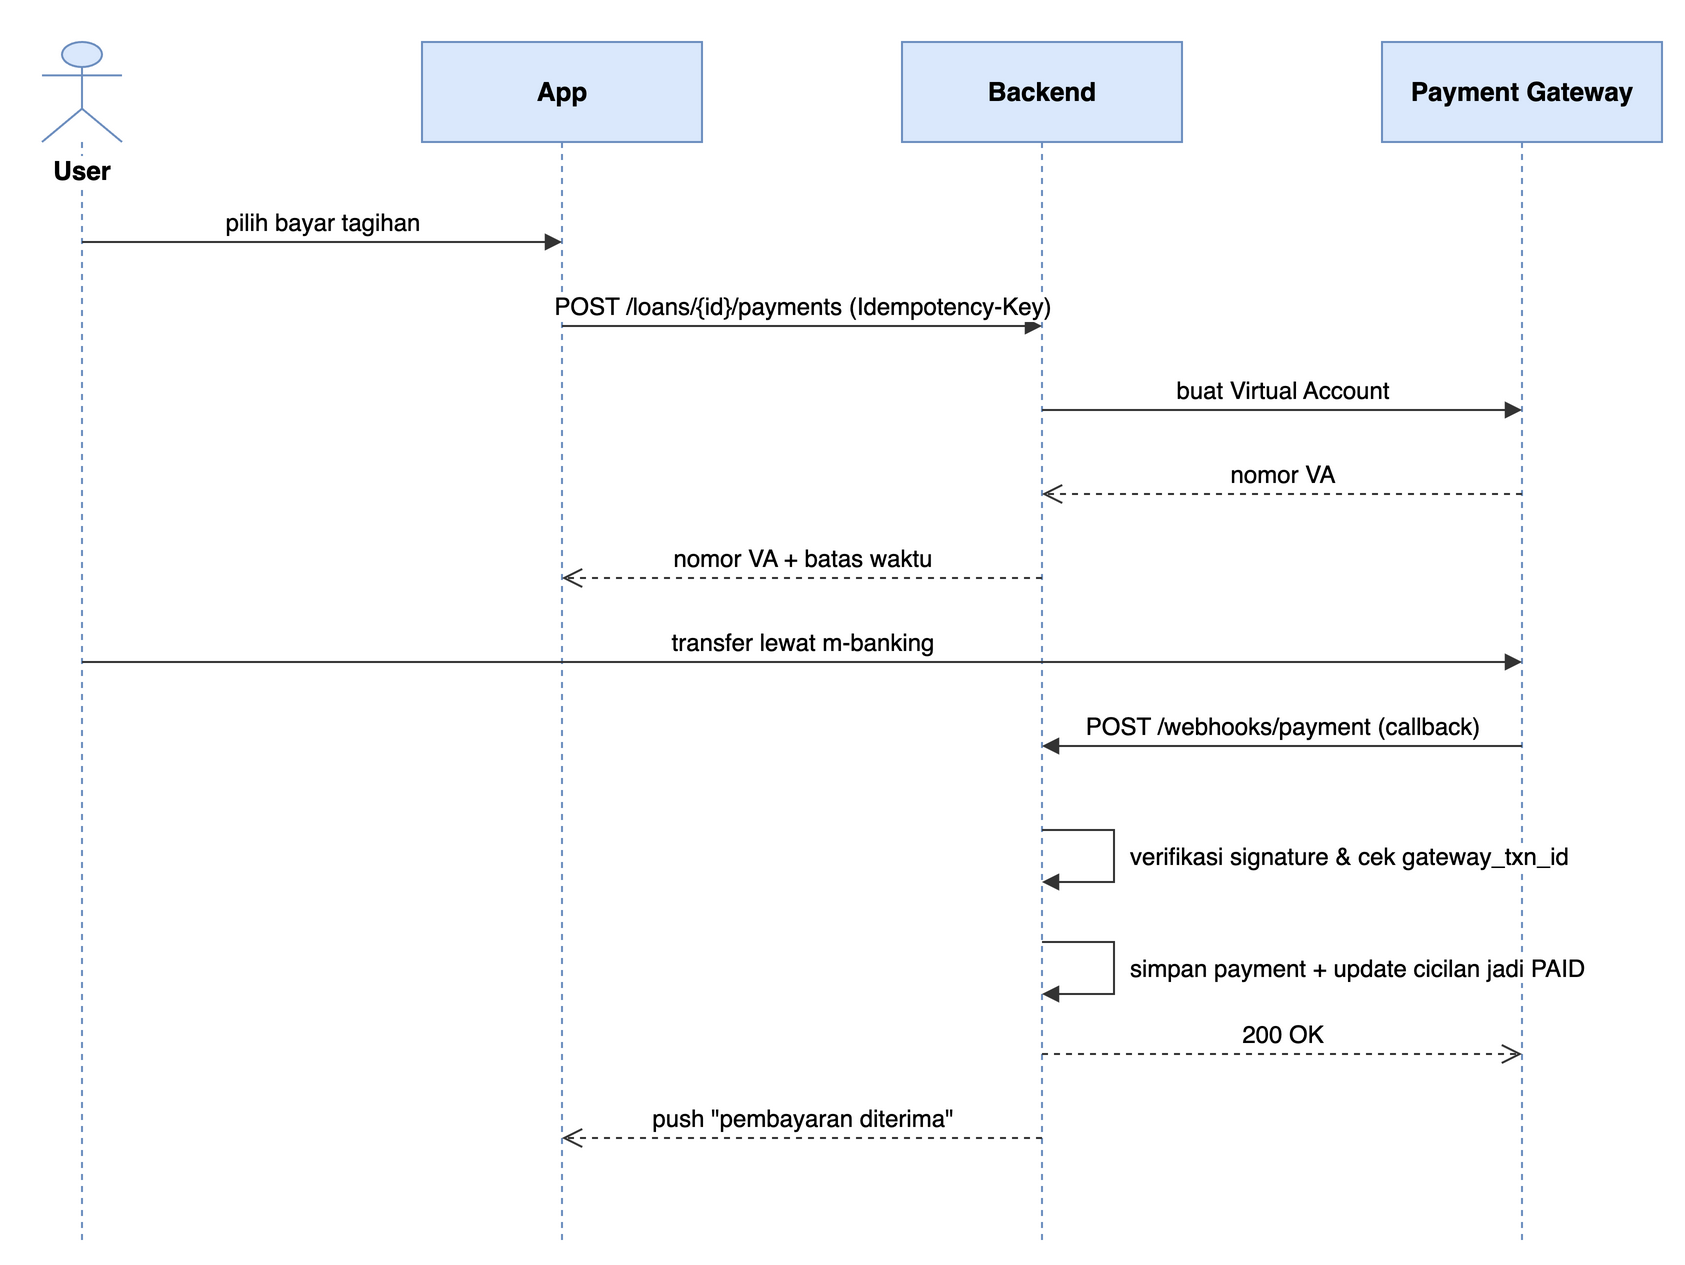 App
Backend
Payment Gateway
User
pilih bayar tagihan
POST /loans/{id}/payments (Idempotency-Key)
buat Virtual Account
nomor VA
nomor VA + batas waktu
transfer lewat m-banking
POST /webhooks/payment (callback)
verifikasi signature & cek gateway_txn_id
simpan payment + update cicilan jadi PAID
200 OK
push "pembayaran diterima"